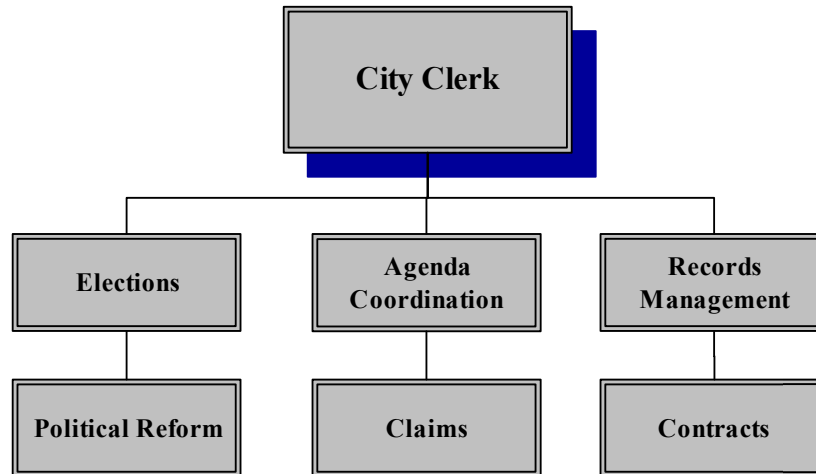 City Clerk
Elections
Agenda
Coordination
Records
Management
Political Reform
Claims
Contracts